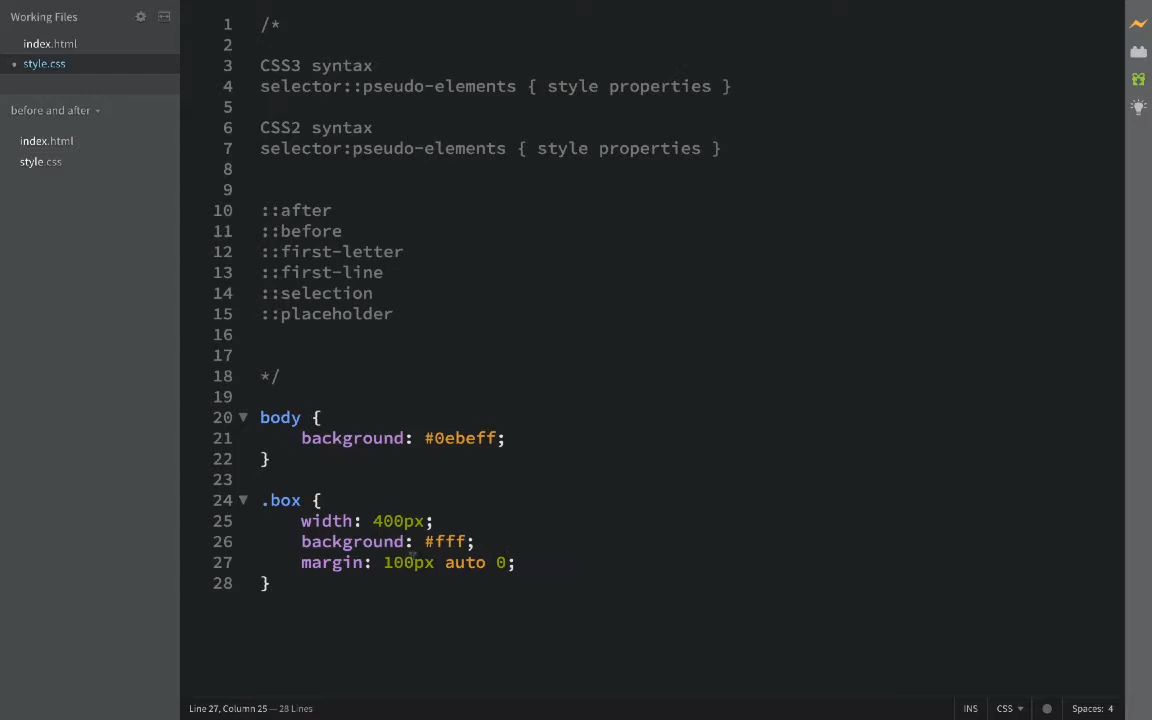 Working Files
index.html
style.css
before and after
index.html
style.css
1 /*
2
3 CSS3 syntax
4 selector::pseudo-elements { style properties }
5
6 CSS2 syntax
7 selector:pseudo-elements { style properties }
8
9
10 ::after
11 ::before
12 ::first-letter
13 ::first-line
14 ::selection
15 ::placeholder
16
17
18 */
19
20 body {
21 background: #0ebeff;
22 }
23
24 .box {
25 width: 400px;
26 background: #fff;
27 margin: 100px auto 0;
28 }
Line 27, Column 25 — 28 Lines
INS CSS Spaces: 4